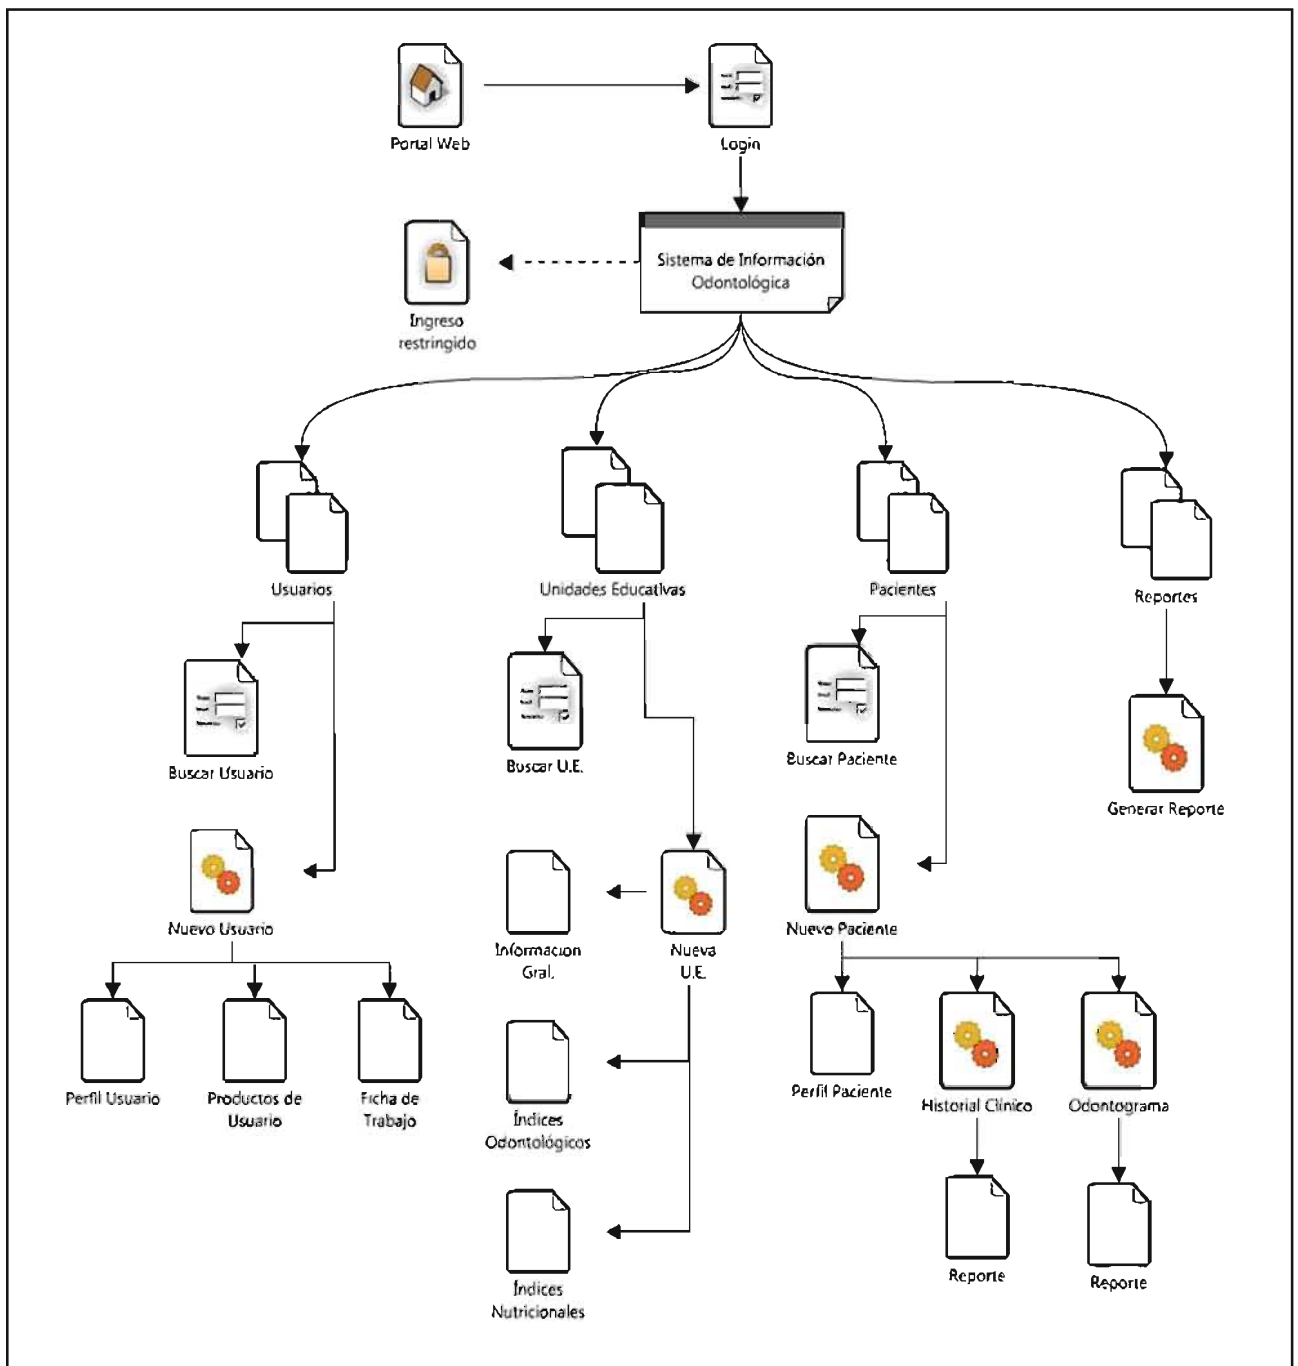 Portal Web
Login
Sistema de Información
Odontológica
Ingreso
restringido
Usuarios
Unidades Educativas
Pacientes
Reportes
Buscar Usuario
Buscar U.E.
Buscar Paciente
Generar Reporte
Nuevo Usuario
Informacion
Gral.
Nueva
U.E.
Nuevo Paciente
Perfil Usuario
Productos de
Usuario
Ficha de
Trabajo
Índices
Odontológicos
Perfil Paciente
Historial Clínico
Odontograma
Índices
Nutricionales
Reporte
Reporte